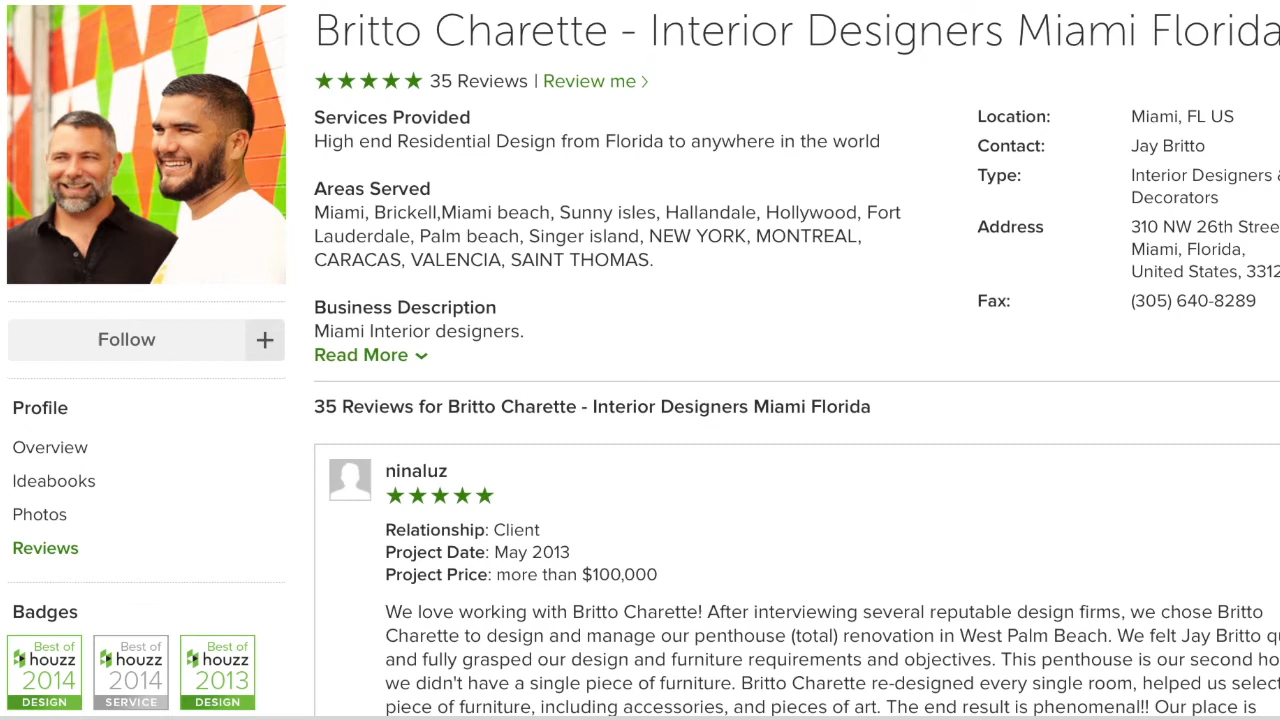 Britto Charette - Interior Designers Miami Florida
★★★★★ 35 Reviews | Review me >
Services Provided
High end Residential Design from Florida to anywhere in the world
Areas Served
Miami, Brickell,Miami beach, Sunny isles, Hallandale, Hollywood, Fort
Lauderdale, Palm beach, Singer island, NEW YORK, MONTREAL,
CARACAS, VALENCIA, SAINT THOMAS.
Business Description
Miami Interior designers.
Read More
Location: Miami, FL US
Contact: Jay Britto
Type: Interior Designers &
Decorators
Address 310 NW 26th Stree
Miami, Florida,
United States, 3312
Fax: (305) 640-8289
Follow +
Profile
Overview
Ideabooks
Photos
Reviews
Badges
Best of
houzz
2014
DESIGN
Best of
houzz
2014
SERVICE
Best of
houzz
2013
DESIGN
35 Reviews for Britto Charette - Interior Designers Miami Florida
ninaluz
★★★★★
Relationship: Client
Project Date: May 2013
Project Price: more than $100,000
We love working with Britto Charette! After interviewing several reputable design firms, we chose Britto
Charette to design and manage our penthouse (total) renovation in West Palm Beach. We felt Jay Britto q
and fully grasped our design and furniture requirements and objectives. This penthouse is our second ho
we didn't have a single piece of furniture. Britto Charette re-designed every single room, helped us select
piece of furniture, including accessories, and pieces of art. The end result is phenomenal!! Our place is